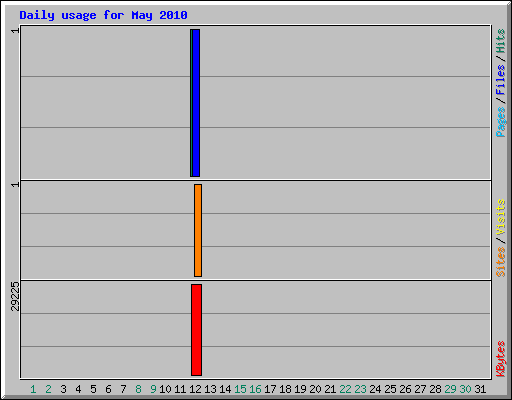 Daily usage for May 2010
1
Pages/Files/Hits
1
Sites/Visits
29225
KBytes
1 2 3 4 5 6 7 8 9 10 11 12 13 14 15 16 17 18 19 20 21 22 23 24 25 26 27 28 29 30 31